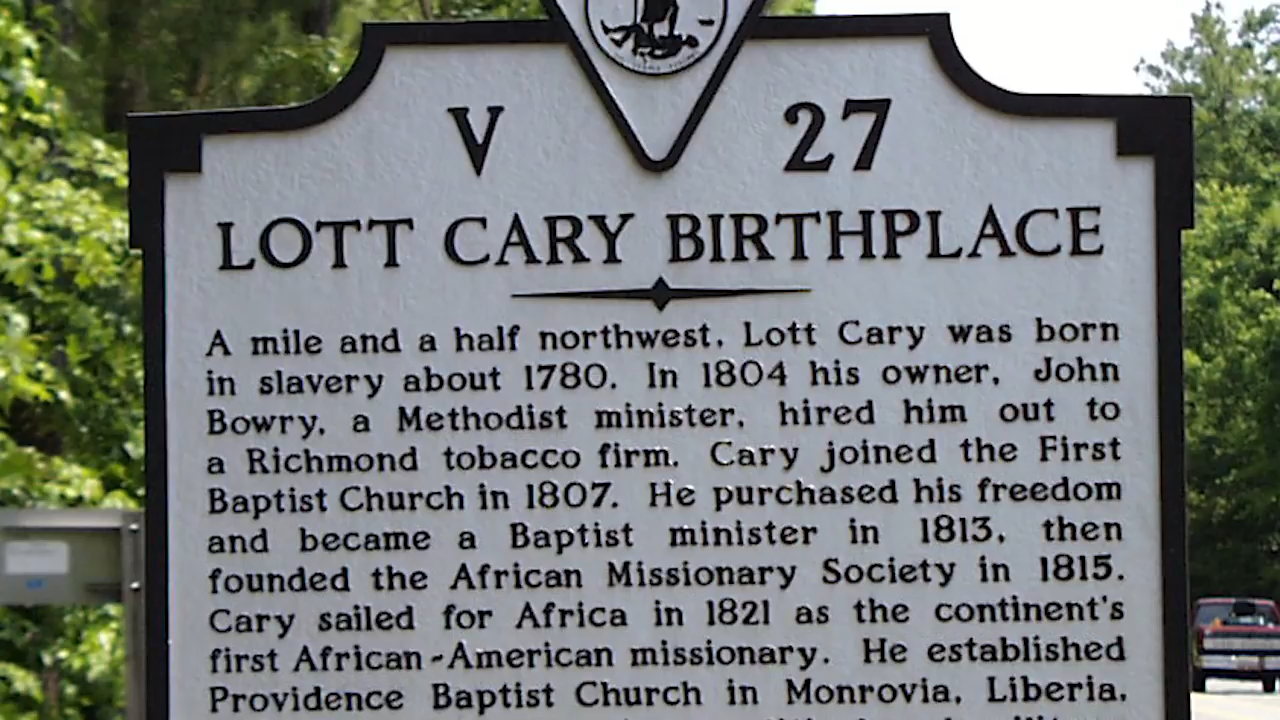 V 27
LOTT CARY BIRTHPLACE
A mile and a half northwest, Lott Cary was born
in slavery about 1780. In 1804 his owner, John
Bowry, a Methodist minister, hired him out to
a Richmond tobacco firm. Cary joined the First
Baptist Church in 1807. He purchased his freedom
and became a Baptist minister in 1813, then
founded the African Missionary Society in 1815.
Cary sailed for Africa in 1821 as the continent's
first African-American missionary. He established
Providence Baptist Church in Monrovia, Liberia,